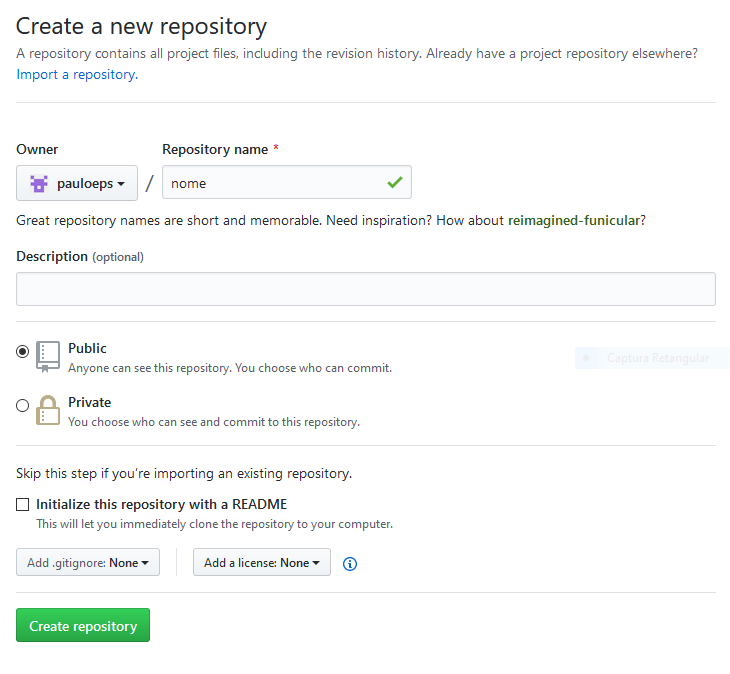 Create a new repository
A repository contains all project files, including the revision history. Already have a project repository elsewhere?
Import a repository.
Owner
Repository name *
pauloeps
/
nome
Great repository names are short and memorable. Need inspiration? How about reimagined-funicular?
Description (optional)
Public
Anyone can see this repository. You choose who can commit.
Captura Retangular
Private
You choose who can see and commit to this repository.
Skip this step if you’re importing an existing repository.
Initialize this repository with a README
This will let you immediately clone the repository to your computer.
Add .gitignore: None
Add a license: None
Create repository